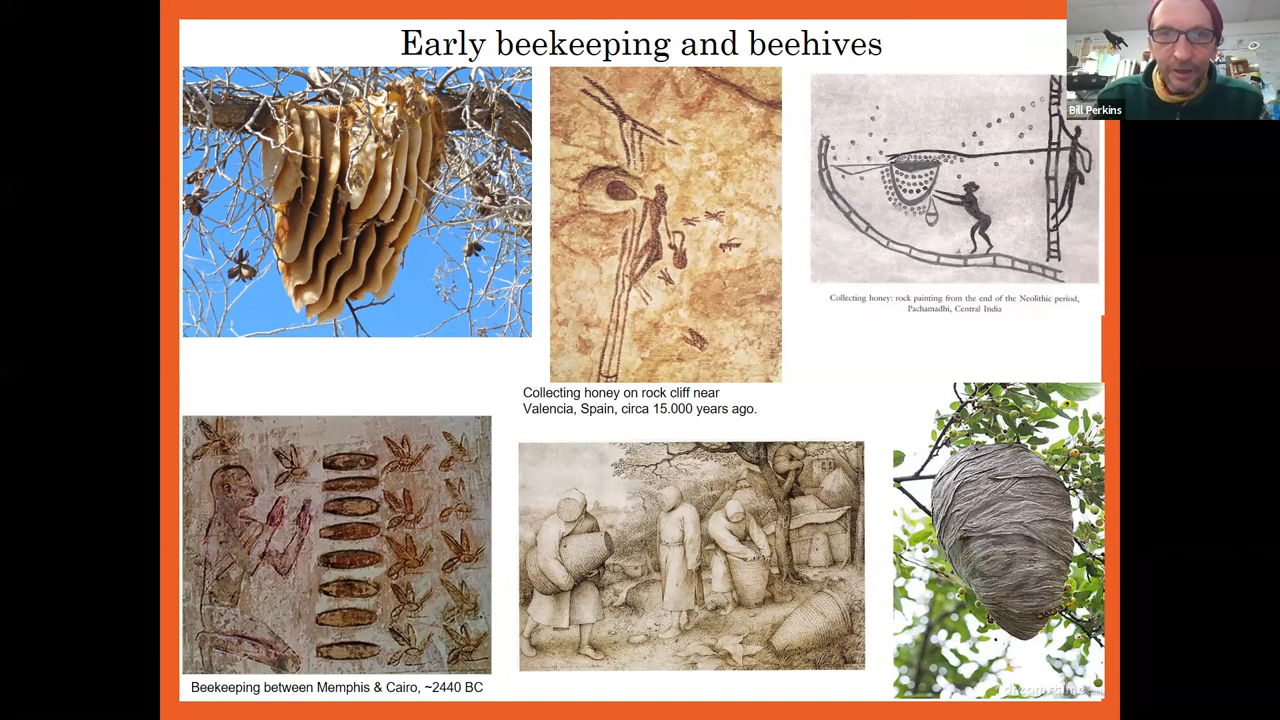 Early beekeeping and beehives
Bill Perkins
Collecting honey: rock painting from the end of the Neolithic period,
Pachamadhi, Central India
Collecting honey on rock cliff near
Valencia, Spain, circa 15.000 years ago.
Beekeeping between Memphis & Cairo, ~2440 BC